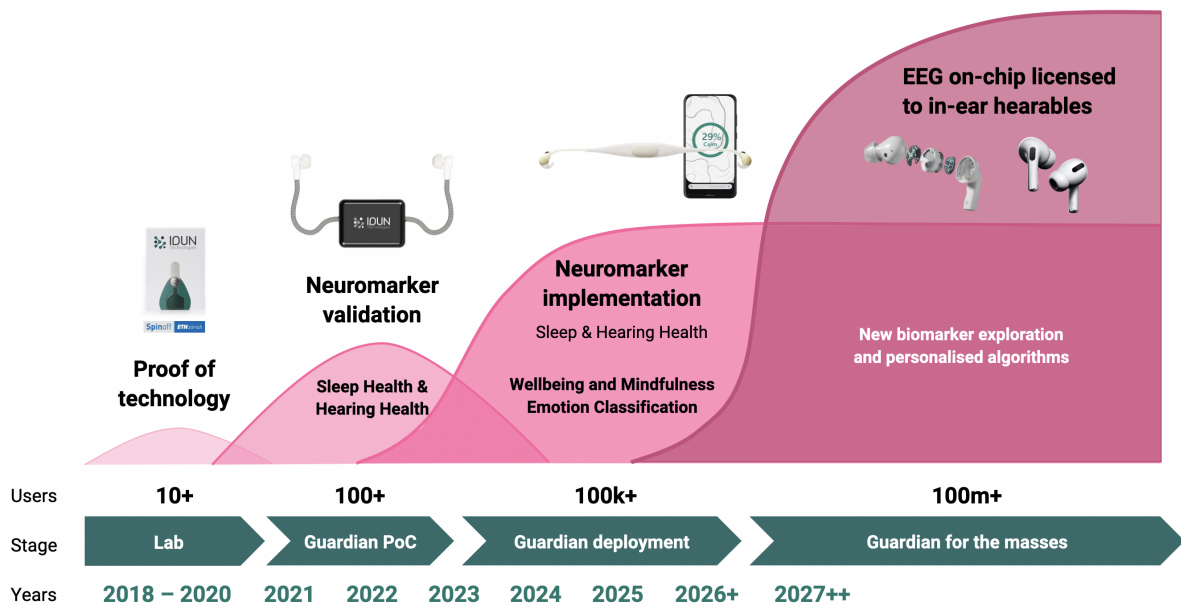 EEG on-chip licensed
to in-ear hearables
29%
Calm
IDUN
Technologies
IDUN
Technologies
Spinoff ETH zürich
Neuromarker
validation
Neuromarker
implementation
Sleep & Hearing Health
New biomarker exploration
and personalised algorithms
Proof of
technology
Sleep Health &
Hearing Health
Wellbeing and Mindfulness
Emotion Classification
Users 10+ 100+ 100k+ 100m+
Stage Lab Guardian PoC Guardian deployment Guardian for the masses
Years 2018 – 2020 2021 2022 2023 2024 2025 2026+ 2027++